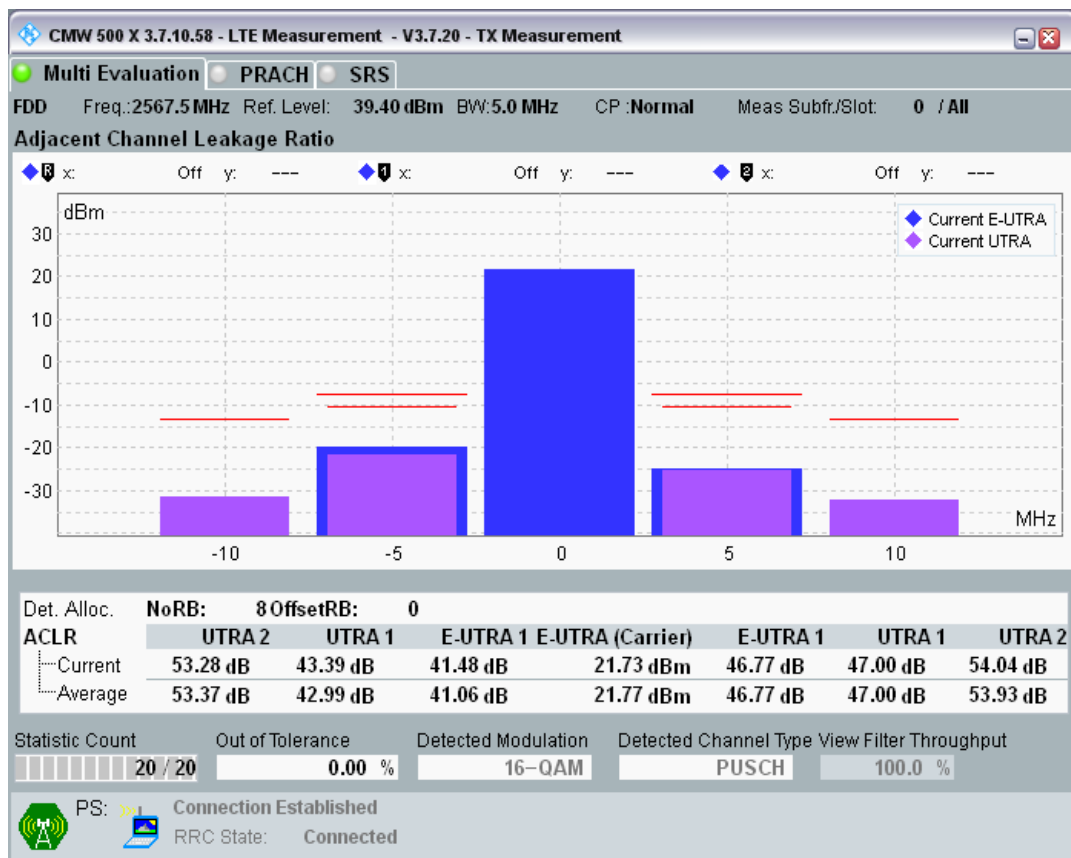 CMW 500 X 3.7.10.58 - LTE Measurement - V3.7.20 - TX Measurement
Multi Evaluation PRACH SRS
FDD Freq.:2567.5 MHz Ref. Level: 39.40 dBm BW:5.0 MHz CP :Normal Meas Subfr./Slot: 0 / All
Adjacent Channel Leakage Ratio
R x: Off y: --- 1 x: Off y: --- 2 x: Off y: ---
dBm
Current E-UTRA
Current UTRA
30
20
10
0
-10
-20
-30
MHz
-10 -5 0 5 10
Det. Alloc. NoRB: 8 OffsetRB: 0
ACLR UTRA 2 UTRA 1 E-UTRA 1 E-UTRA (Carrier) E-UTRA 1 UTRA 1 UTRA 2
Current 53.28 dB 43.39 dB 41.48 dB 21.73 dBm 46.77 dB 47.00 dB 54.04 dB
Average 53.37 dB 42.99 dB 41.06 dB 21.77 dBm 46.77 dB 47.00 dB 53.93 dB
Statistic Count Out of Tolerance Detected Modulation Detected Channel Type View Filter Throughput
20 / 20 0.00 % 16-QAM PUSCH 100.0 %
PS: Connection Established
RRC State: Connected